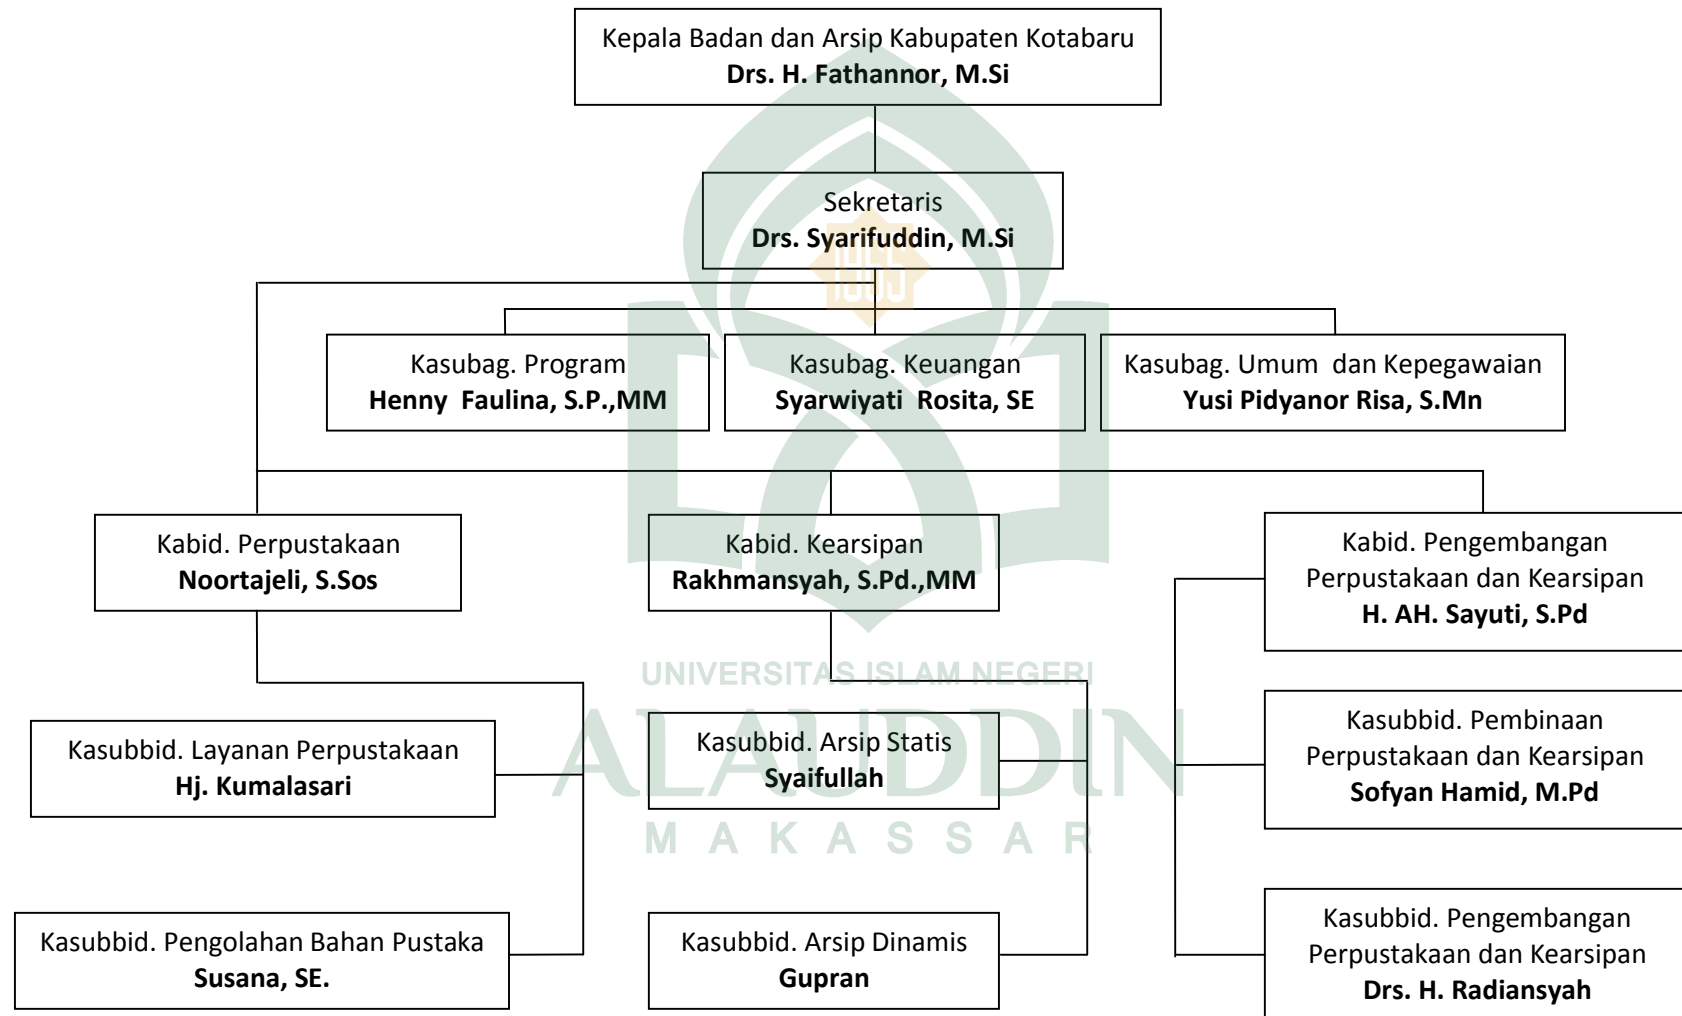 Kepala Badan dan Arsip Kabupaten Kotabaru
Drs. H. Fathannor, M.Si
Sekretaris
Drs. Syarifuddin, M.Si
1965
Kasubag. Program
Henny Faulina, S.P.,MM
Kasubag. Keuangan
Syarwiyati Rosita, SE
Kasubag. Umum dan Kepegawaian
Yusi Pidyanor Risa, S.Mn
Kabid. Perpustakaan
Noortajeli, S.Sos
Kabid. Kearsipan
Rakhmansyah, S.Pd.,MM
Kabid. Pengembangan
Perpustakaan dan Kearsipan
H. AH. Sayuti, S.Pd
UNIVERSITAS ISLAM NEGERI
ALAUDDIN
MAKASSAR
Kasubbid. Layanan Perpustakaan
Hj. Kumalasari
Kasubbid. Arsip Statis
Syaifullah
Kasubbid. Pembinaan
Perpustakaan dan Kearsipan
Sofyan Hamid, M.Pd
Kasubbid. Pengolahan Bahan Pustaka
Susana, SE.
Kasubbid. Arsip Dinamis
Gupran
Kasubbid. Pengembangan
Perpustakaan dan Kearsipan
Drs. H. Radiansyah